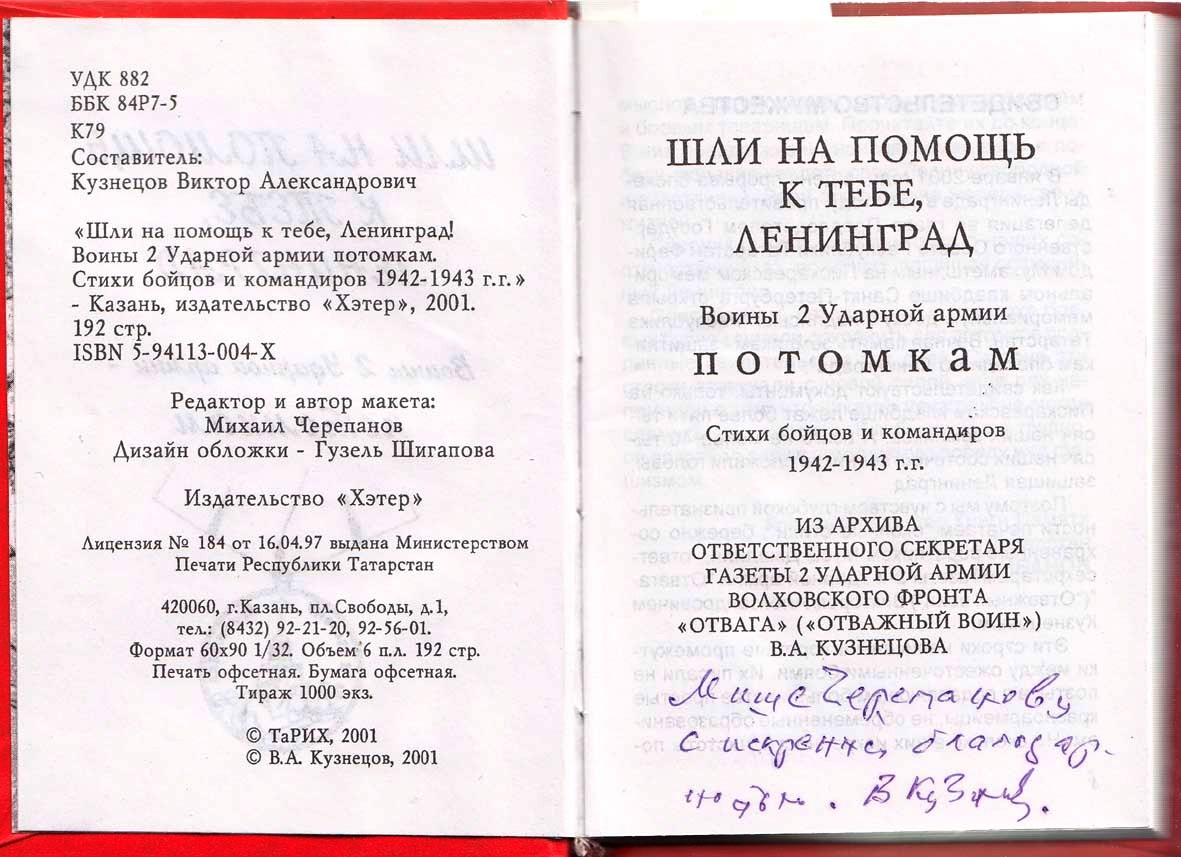 УДК 882
ББК 84Р7-5
К79
Составитель:
Кузнецов Виктор Александрович
«Шли на помощь к тебе, Ленинград!
Воины 2 Ударной армии потомкам.
Стихи бойцов и командиров 1942-1943 г.г.»
- Казань, издательство «Хэтер», 2001.
192 стр.
ISBN 5-94113-004-X
Редактор и автор макета:
Михаил Черепанов
Дизайн обложки - Гузель Шигапова
Издательство «Хэтер»
Лицензия № 184 от 16.04.97 выдана Министерством
Печати Республики Татарстан
420060, г.Казань, пл.Свободы, д.1,
тел.: (8432) 92-21-20, 92-56-01.
Формат 60х90 1/32. Объем 6 п.л. 192 стр.
Печать офсетная. Бумага офсетная.
Тираж 1000 экз.
© ТаРИХ, 2001
© В.А. Кузнецов, 2001
ШЛИ НА ПОМОЩЬ
К ТЕБЕ,
ЛЕНИНГРАД
Воины 2 Ударной армии
потомкам
Стихи бойцов и командиров
1942-1943 г.г.
ИЗ АРХИВА
ОТВЕТСТВЕННОГО СЕКРЕТАРЯ
ГАЗЕТЫ 2 УДАРНОЙ АРМИИ
ВОЛХОВСКОГО ФРОНТА
«ОТВАГА» («ОТВАЖНЫЙ ВОИН»)
В.А. КУЗНЕЦОВА
Мише Черепанову
с искренней благодар-
ностью. В Кузнец.